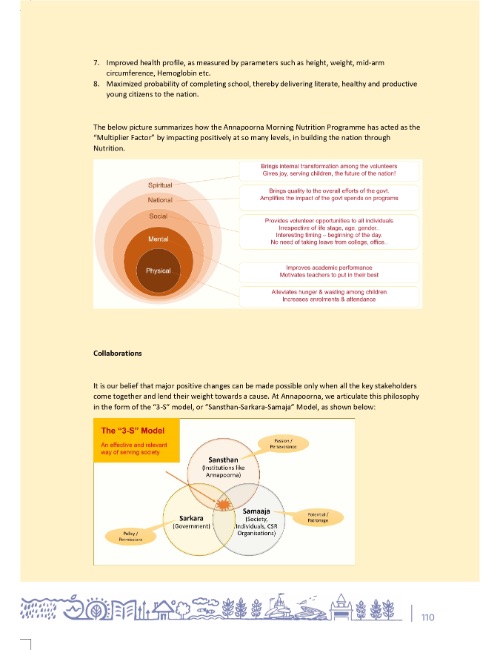 7. Improved health profile, as measured by parameters such as height, weight, mid-arm
circumference, Hemoglobin etc.
8. Maximized probability of completing school, thereby delivering literate, healthy and productive
young citizens to the nation.
The below picture summarizes how the Annapoorna Morning Nutrition Programme has acted as the
"Multiplier Factor" by impacting positively at so many levels, in building the nation through
Nutrition.
Spiritual
National
Social
Mental
Physical
Brings internal transformation among the volunteers
Gives joy, serving children, the future of the nation!
Brings quality to the overall efforts of the govt.
Amplifies the impact of the govt spends on programs
Provides volunteer opportunities to all individuals
Irrespective of life stage, age, gender.
Interesting timing – beginning of the day.
No need of taking leave from college, office.
Improves academic performance
Motivates teachers to put in their best
Alleviates hunger & wasting among children
Increases enrolments & attendance
Collaborations
It is our belief that major positive changes can be made possible only when all the key stakeholders
come together and lend their weight towards a cause. At Annapoorna, we articulate this philosophy
in the form of the "3-S" model, or "Sansthan-Sarkara-Samaja" Model, as shown below:
The "3-S" Model
An effective and relevant
way of serving society
Passion /
Perseverance
Sansthan
(Institutions like
Annapoorna)
Sarkara
(Government)
Samaaja
(Society,
Individuals, CSR
Organisations)
Potential /
Patronage
Policy /
Permissions
110